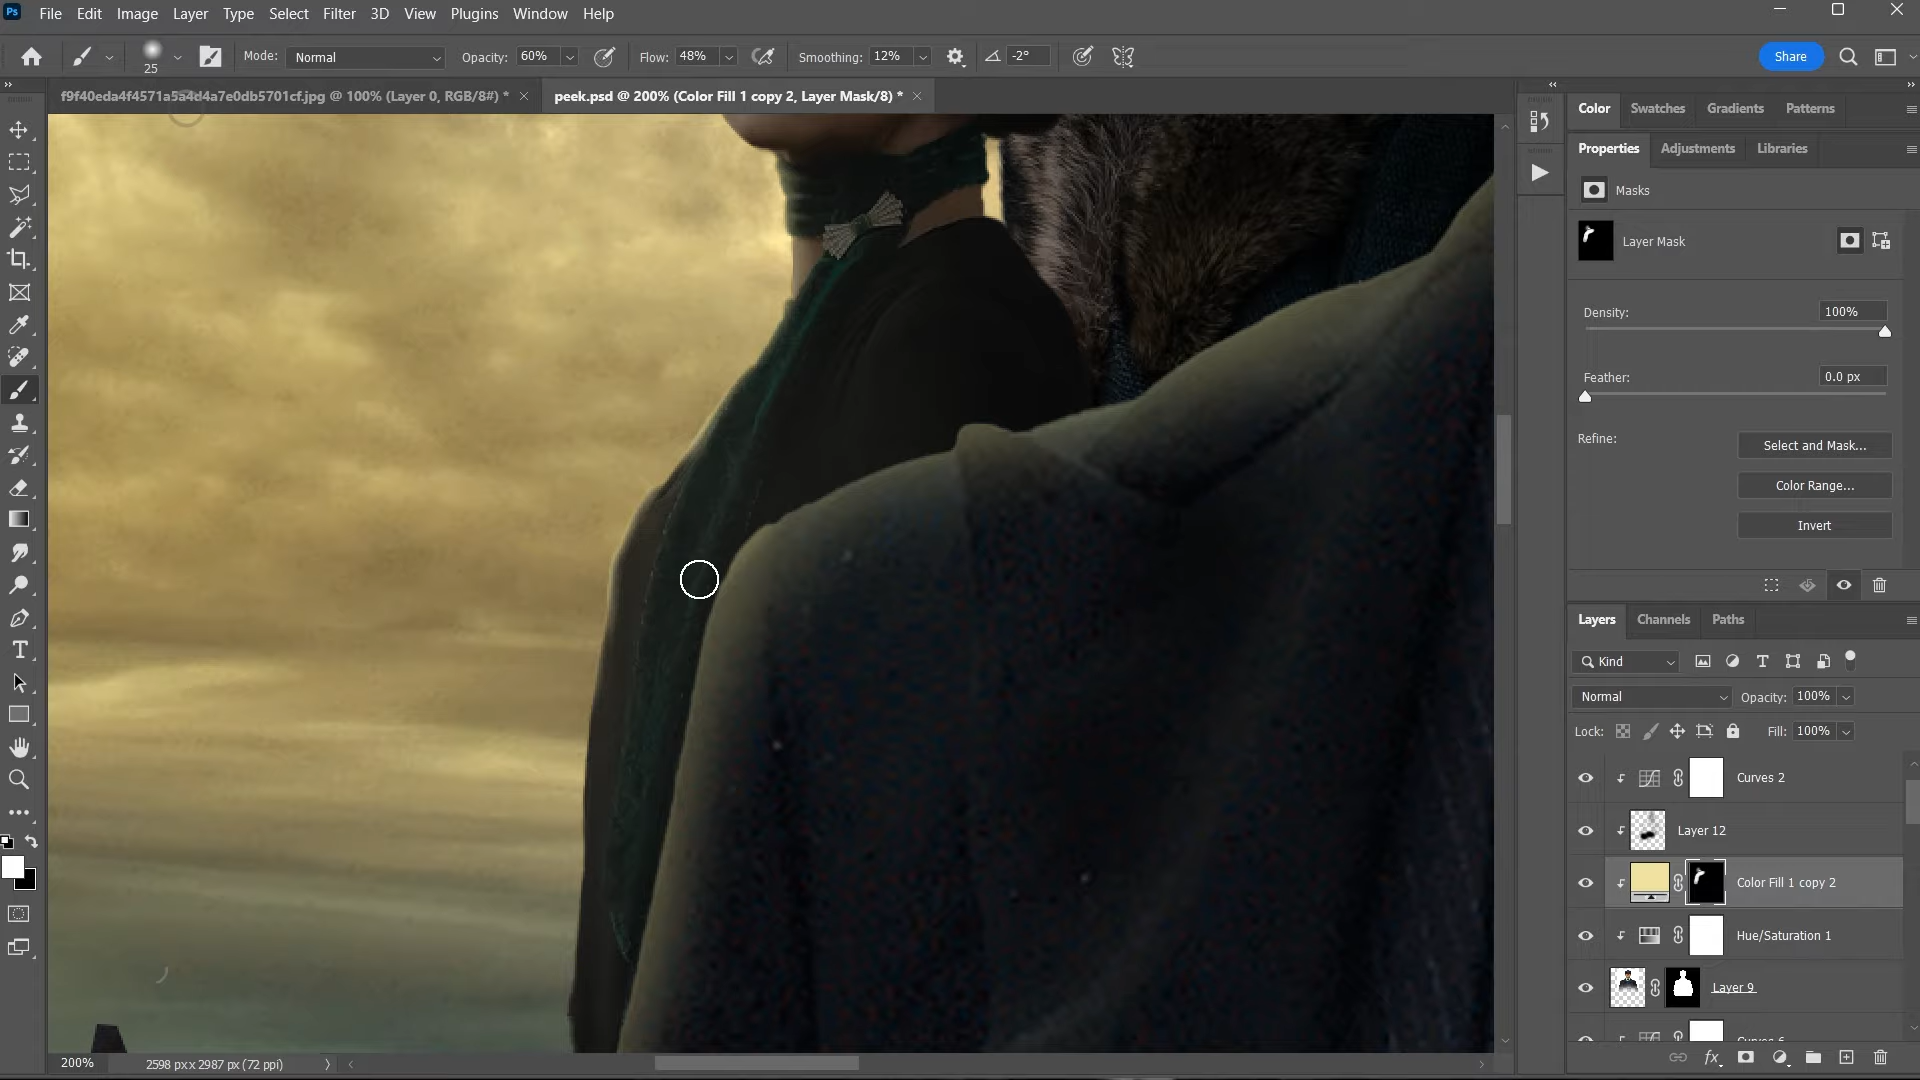 Ps File Edit Image Layer Type Select Filter 3D View Plugins Window Help
25 Mode: Normal Opacity: 60% Flow: 48% Smoothing: 12% -2° Share
f9f40eda4f4571a5a4d4a7e0db5701cf.jpg @ 100% (Layer 0, RGB/8#) * peek.psd @ 200% (Color Fill 1 copy 2, Layer Mask/8) *
Color Swatches Gradients Patterns
Properties Adjustments Libraries
Masks
Layer Mask
Density: 100%
Feather: 0.0 px
Refine:
Select and Mask...
Color Range...
Invert
Layers Channels Paths
Kind
Normal Opacity: 100%
Lock: Fill: 100%
Curves 2
Layer 12
Color Fill 1 copy 2
Hue/Saturation 1
Layer 9
200% 2598 px x 2987 px (72 ppi)
fx